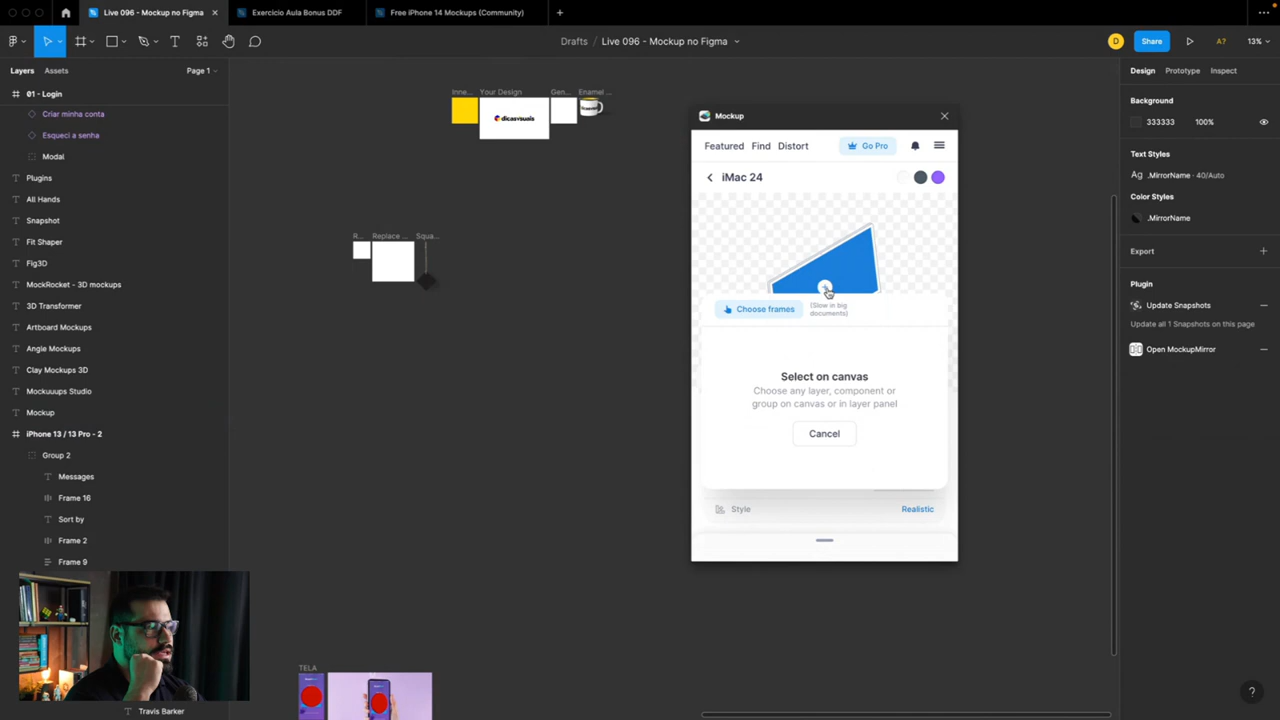 Live 096 - Mockup no Figma
Exercício Aula Bonus DDF
Free iPhone 14 Mockups (Community)
Drafts / Live 096 - Mockup no Figma
D
Share
A?
13%
Layers
Assets
Page 1
01 - Login
Criar minha conta
Esqueci a senha
Modal
Plugins
All Hands
Snapshot
Fit Shaper
Fig3D
MockRocket - 3D mockups
3D Transformer
Artboard Mockups
Angle Mockups
Clay Mockups 3D
Mockuuups Studio
Mockup
iPhone 13 / 13 Pro - 2
Group 2
Messages
Frame 16
Sort by
Frame 2
Frame 9
Travis Barker
Inne...
Your Design
Gen...
Enamel ...
dicasvisuais
R...
Replace ...
Squa...
TELA
Mockup
Featured
Find
Distort
Go Pro
iMac 24
Choose frames
(Slow in big
documents)
Select on canvas
Choose any layer, component or
group on canvas or in layer panel
Cancel
Style
Realistic
Design
Prototype
Inspect
Background
333333
100%
Text Styles
Ag
.MirrorName · 40/Auto
Color Styles
.MirrorName
Export
Plugin
Update Snapshots
Update all 1 Snapshots on this page
Open MockupMirror
?